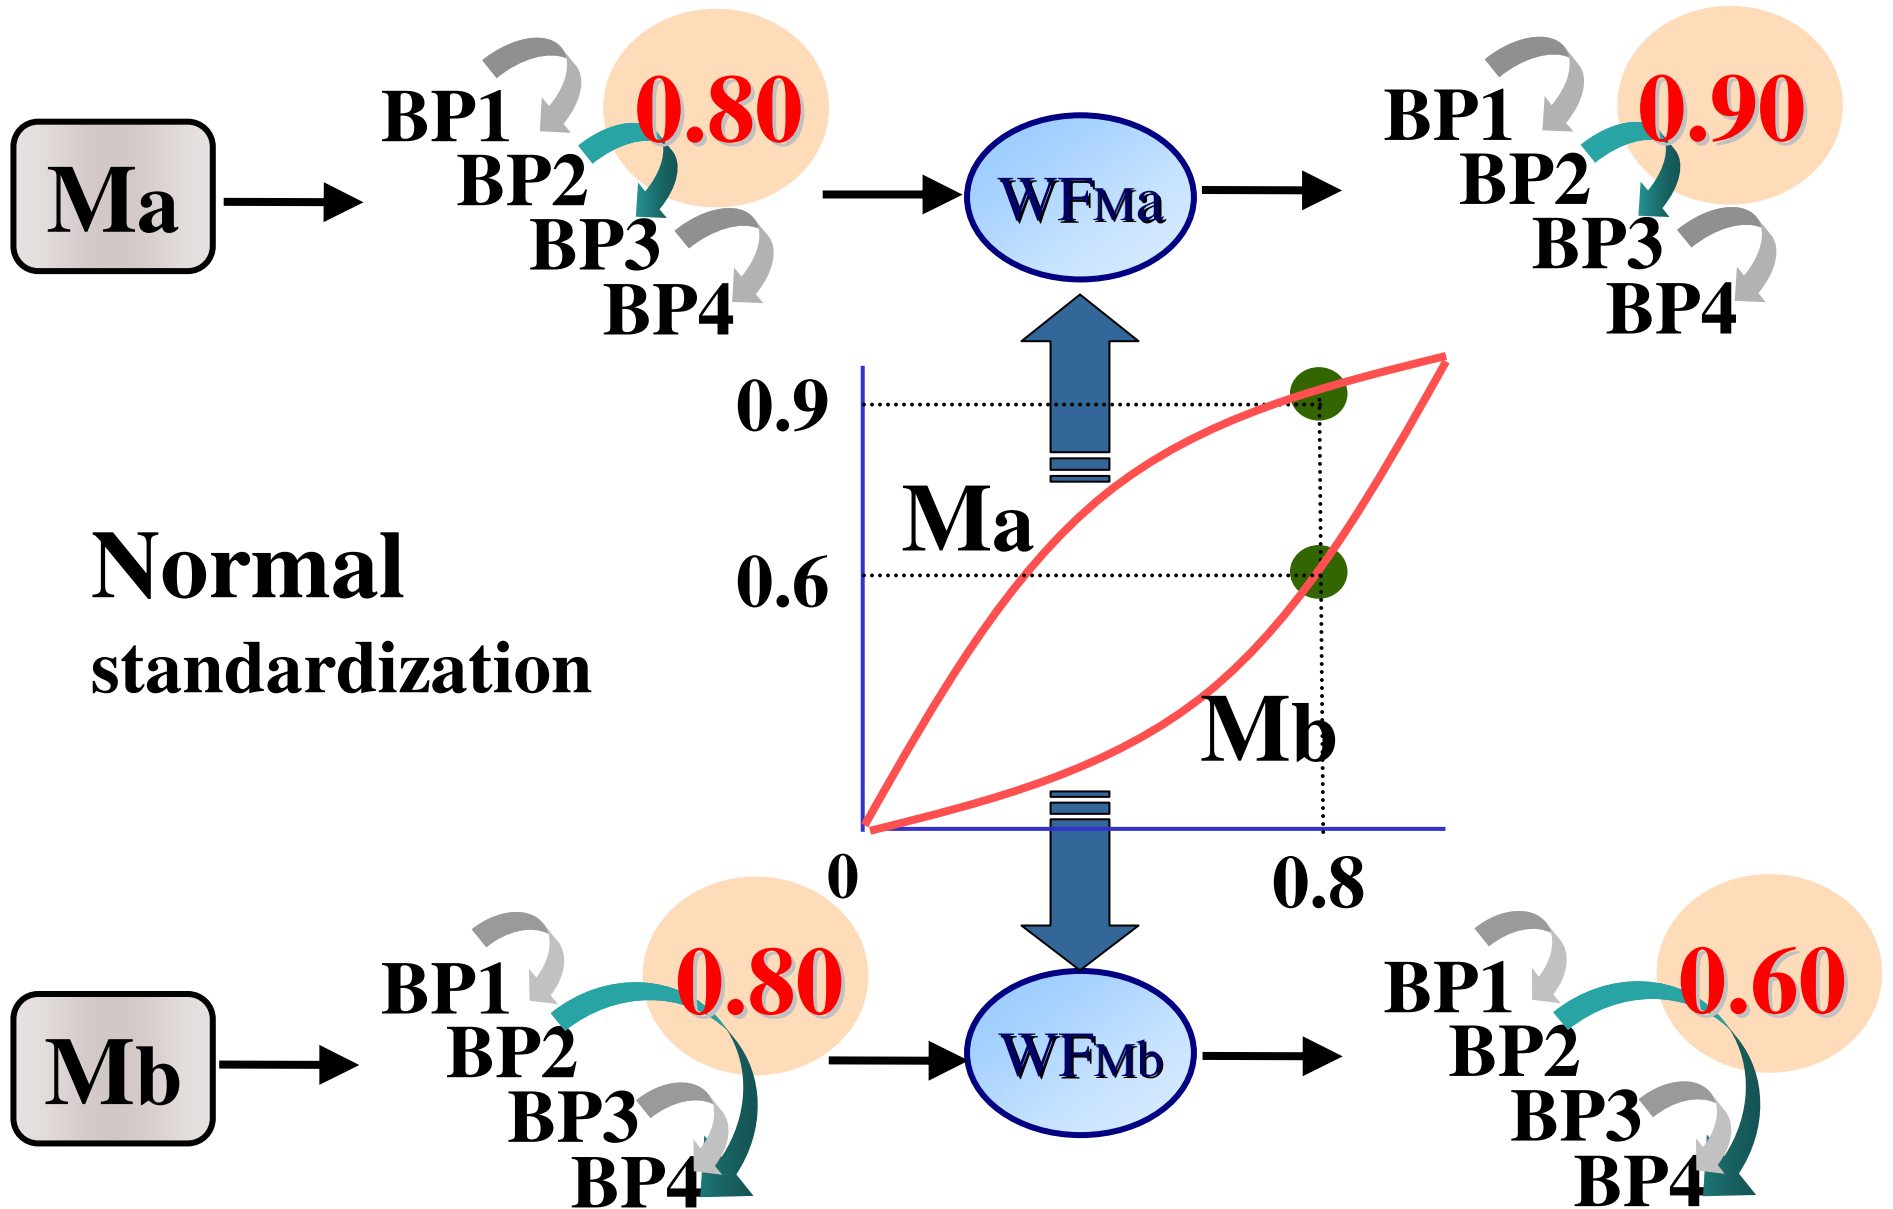 Ma
BP1
0.80
BP2
BP3
BP4
WFMa
BP1
0.90
BP2
BP3
BP4
0.9
Ma
0.6
Normal
standardization
Mb
0
0.8
Mb
BP1
0.80
BP2
BP3
BP4
WFMb
BP1
0.60
BP2
BP3
BP4